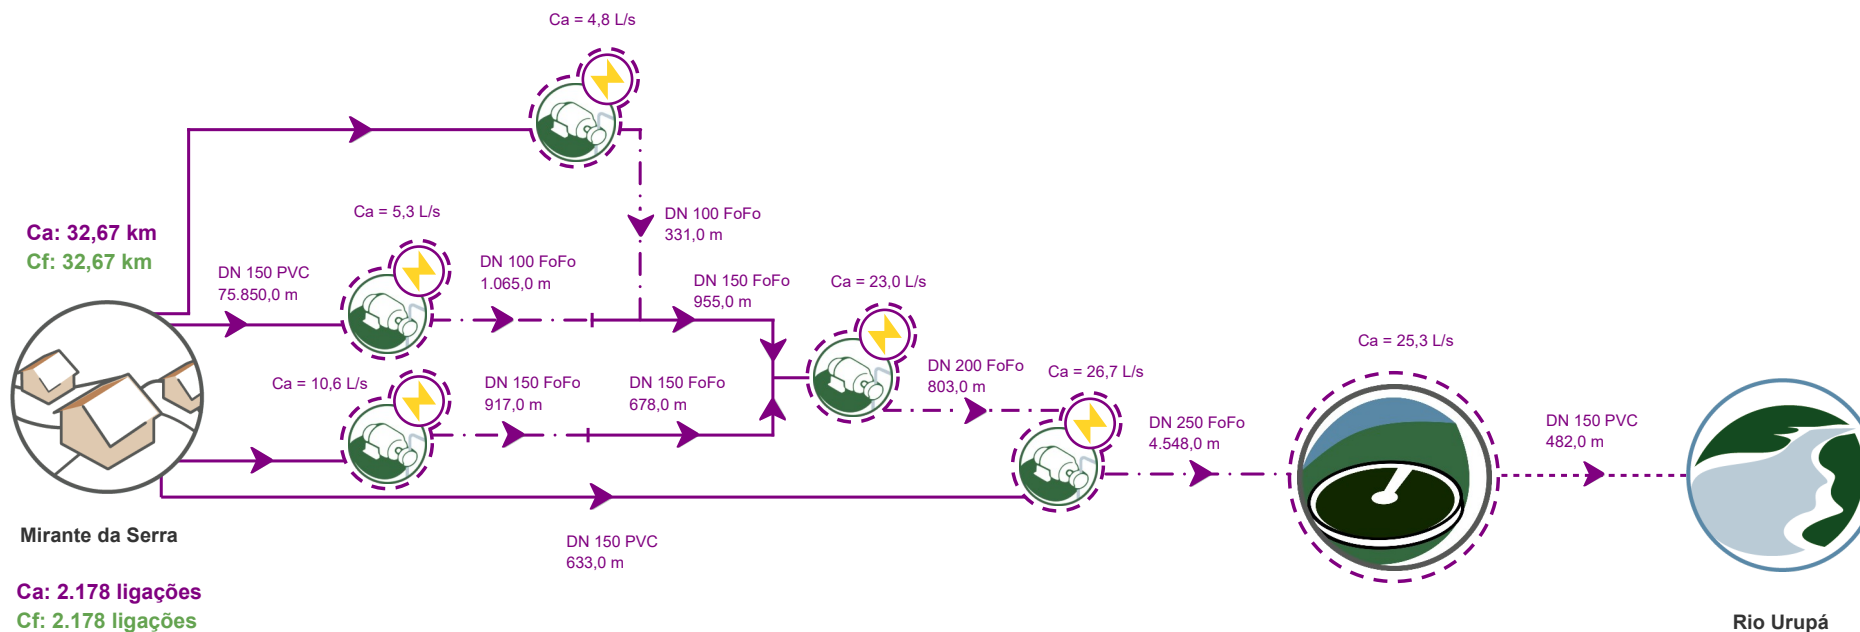 Ca = 4,8 L/s
Ca = 5,3 L/s
DN 100 FoFo
331,0 m
Ca: 32,67 km
Cf: 32,67 km
DN 150 PVC
75.850,0 m
DN 100 FoFo
1.065,0 m
DN 150 FoFo
955,0 m
Ca = 23,0 L/s
Ca = 25,3 L/s
Ca = 10,6 L/s
DN 150 FoFo
917,0 m
DN 150 FoFo
678,0 m
DN 200 FoFo
803,0 m
Ca = 26,7 L/s
DN 250 FoFo
4.548,0 m
DN 150 PVC
482,0 m
Mirante da Serra
DN 150 PVC
633,0 m
Ca: 2.178 ligações
Cf: 2.178 ligações
Rio Urupá